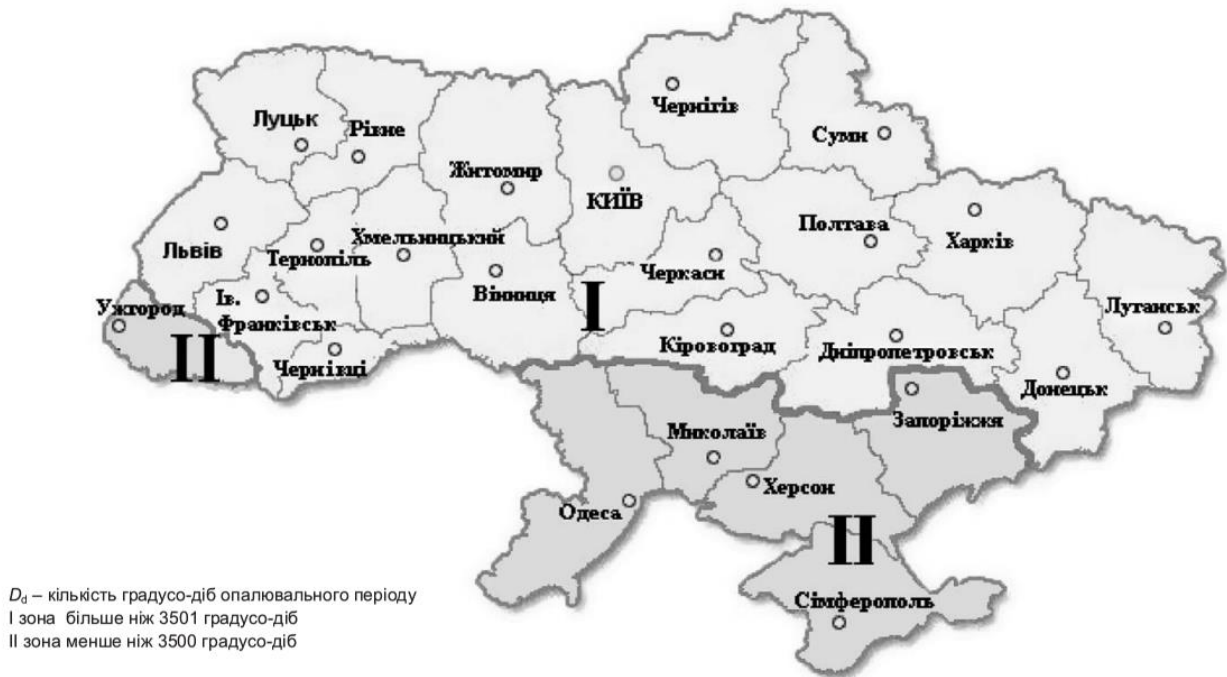 Чернігів
Луцьк
Рівне
Суми
Житомир
КИЇВ
Львів
Тернопіль
Хмельницький
Полтава
Харків
Черкаси
Вінниця
Ужгород
Ів.
Франківськ
I
II
Лутанськ
Кіровоград
Дніпропетровськ
Чернівці
Донецьк
Запоріжжя
Миколаїв
Херсон
Одеса
II
Сімферополь
Dd – кількість градусо-діб опалювального періоду
I зона більше ніж 3501 градусо-діб
II зона менше ніж 3500 градусо-діб